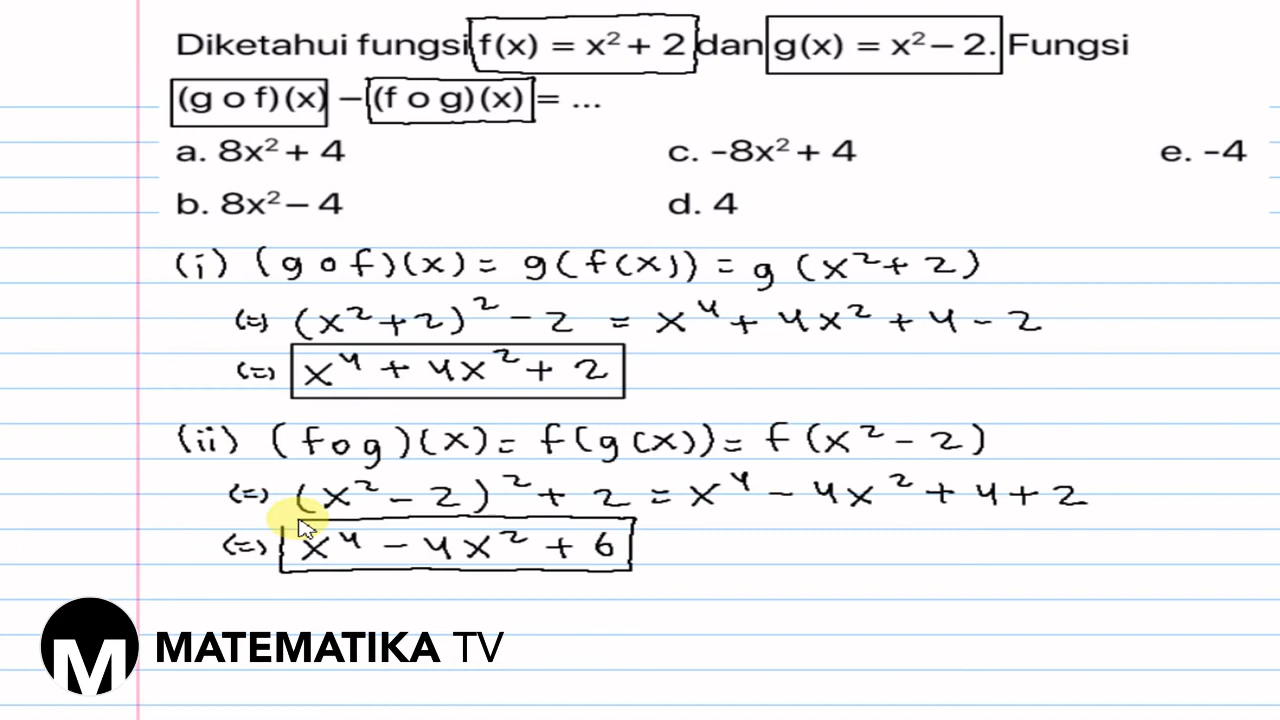 Diketahui fungsi f(x) = x² + 2 dan g(x) = x² – 2. Fungsi
(g o f)(x) – (f o g)(x) = ...
a. 8x² + 4 c. -8x² + 4 e. -4
b. 8x² – 4 d. 4
(i) (g o f)(x) = g(f(x)) = g (x² + 2)
(=) (x² + 2)² - 2 = x⁴ + 4x² + 4 - 2
(=) x⁴ + 4x² + 2
(ii) (f o g)(x) = f(g(x)) = f(x² - 2)
(=) (x² - 2)² + 2 = x⁴ - 4x² + 4 + 2
(=) x⁴ - 4x² + 6
M MATEMATIKA TV